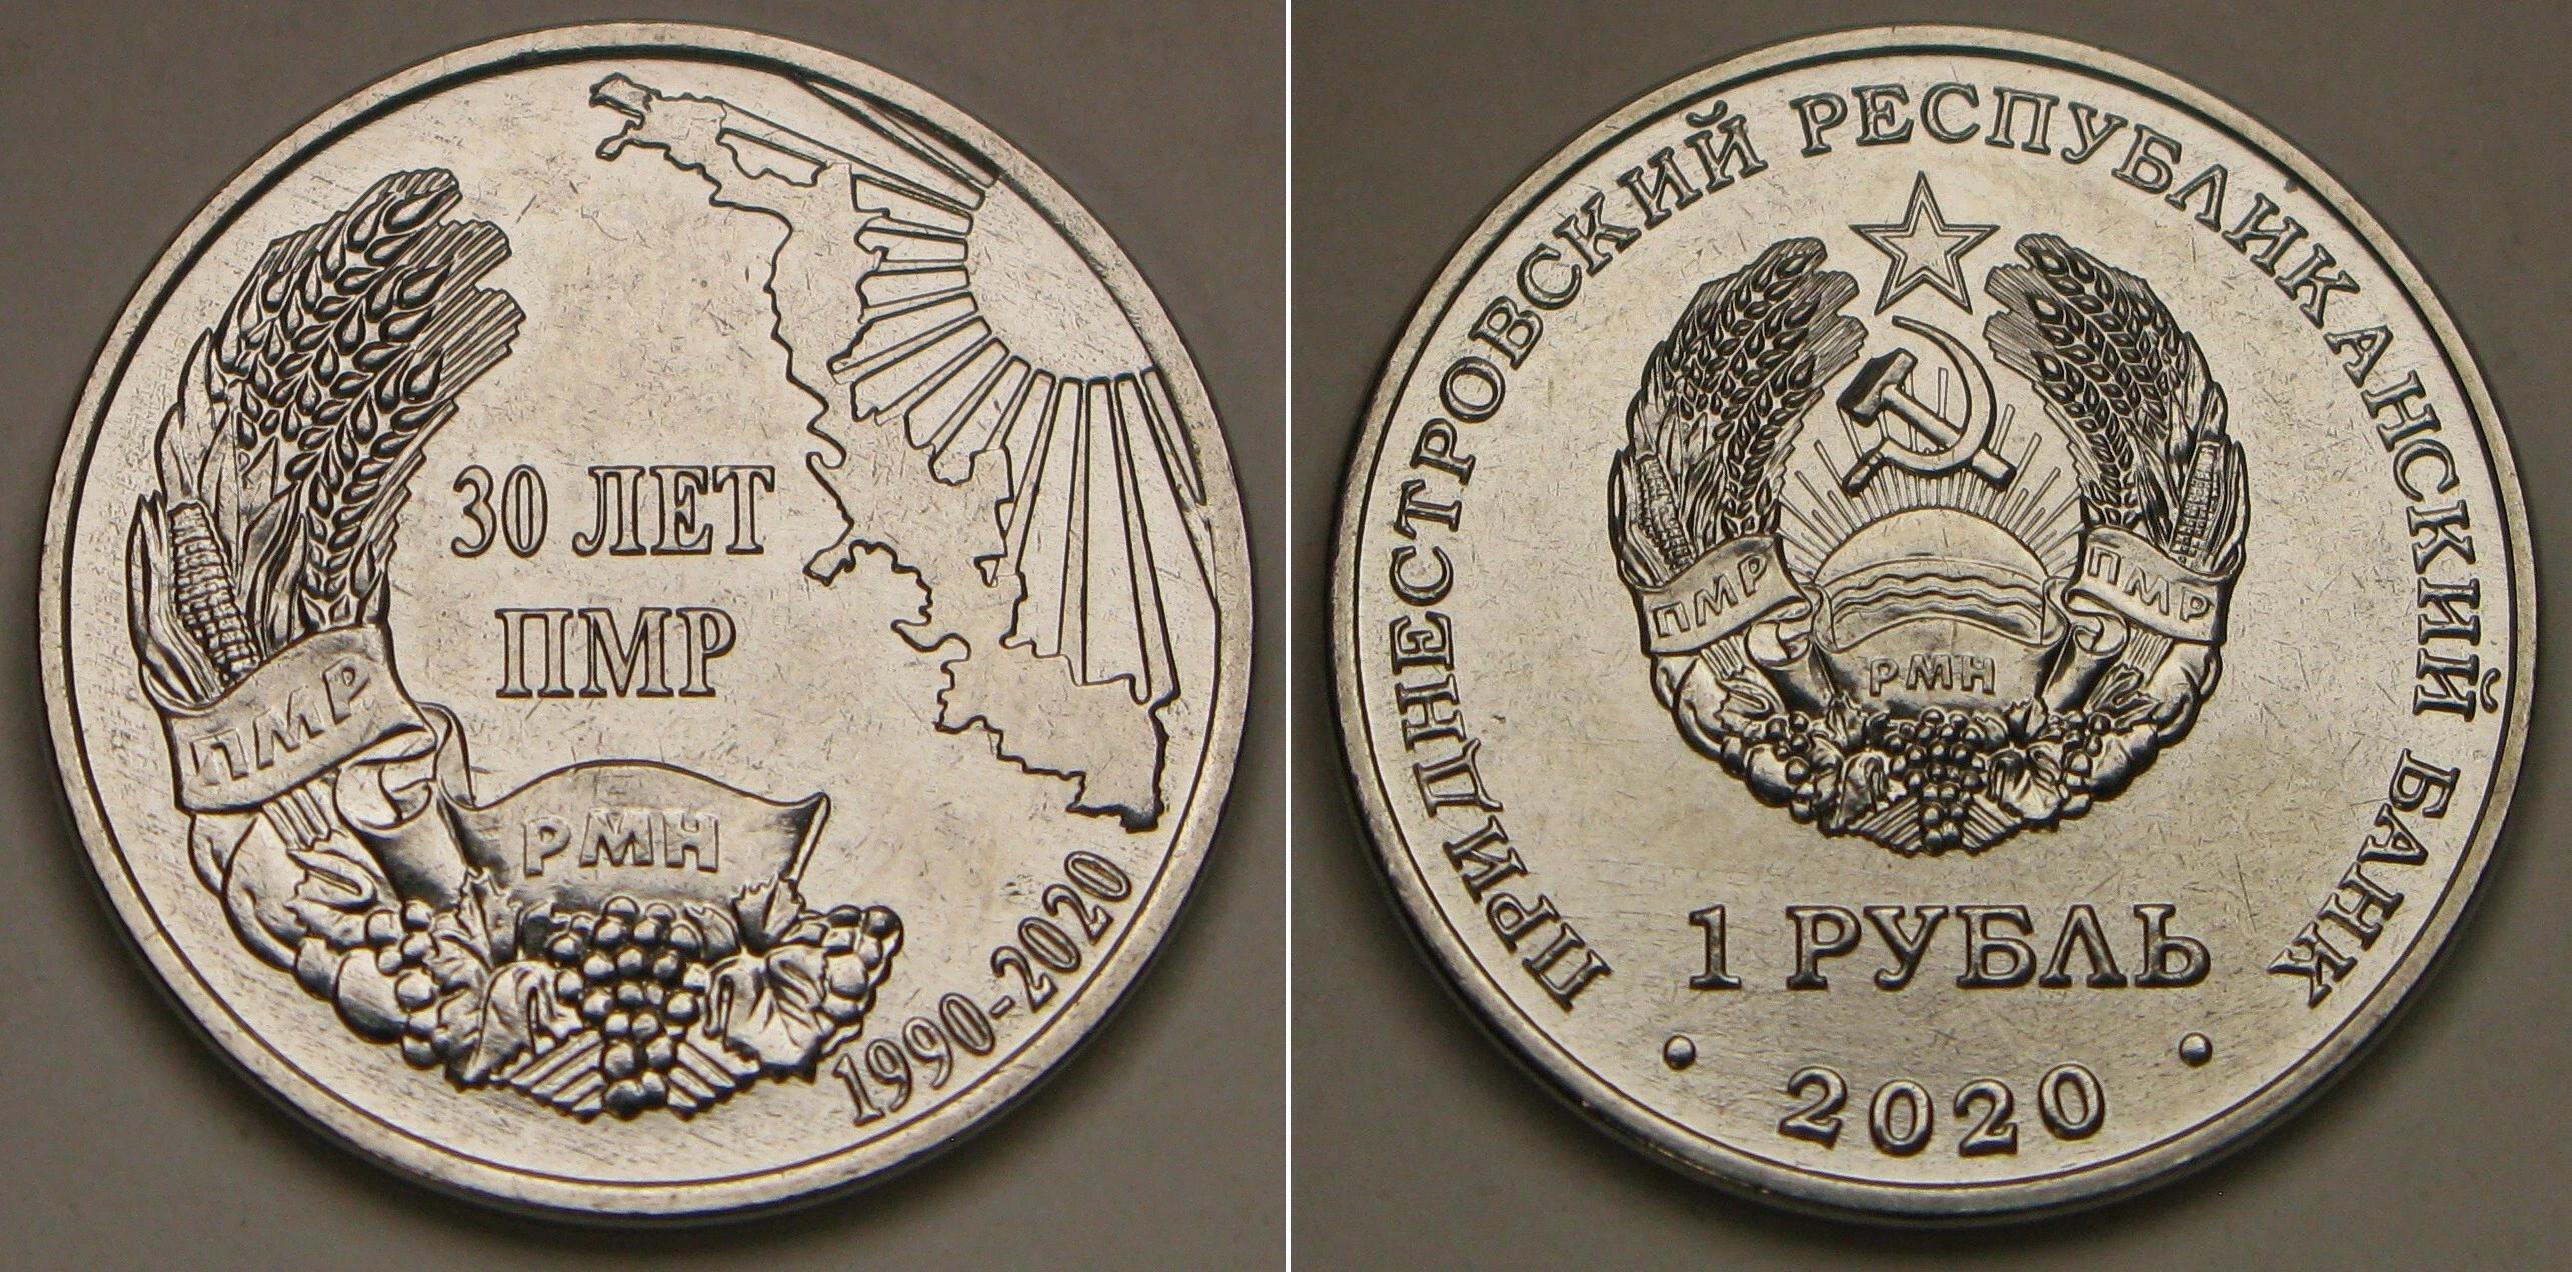 30 ЛЕТ
ПМР
ПМР
РМН
1990-2020
ПРИДНЕСТРОВСКИЙ РЕСПУБЛИКАНСКИЙ БАНК
ПМР
ПМР
РМН
1 РУБЛЬ
• 2020 •